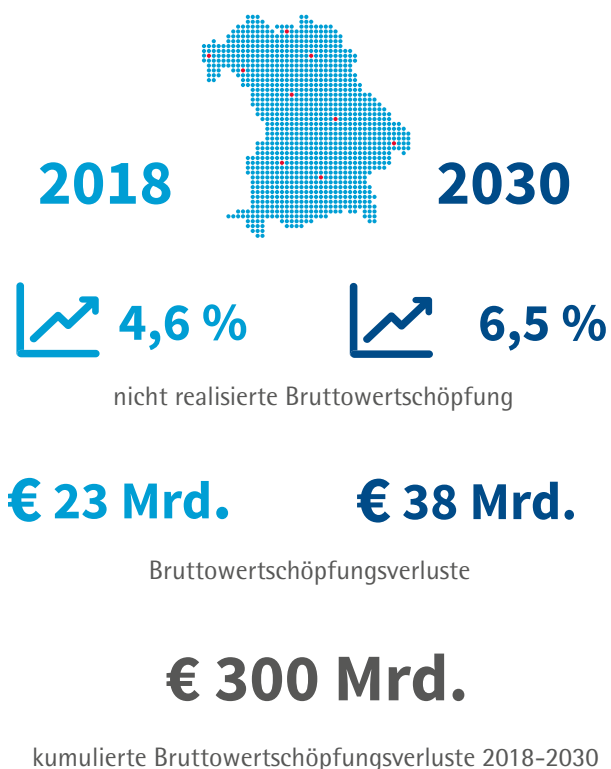 2018 2030
4,6 % 6,5 %
nicht realisierte Bruttowertschöpfung
€ 23 Mrd. € 38 Mrd.
Bruttowertschöpfungsverluste
€ 300 Mrd.
kumulierte Bruttowertschöpfungsverluste 2018-2030